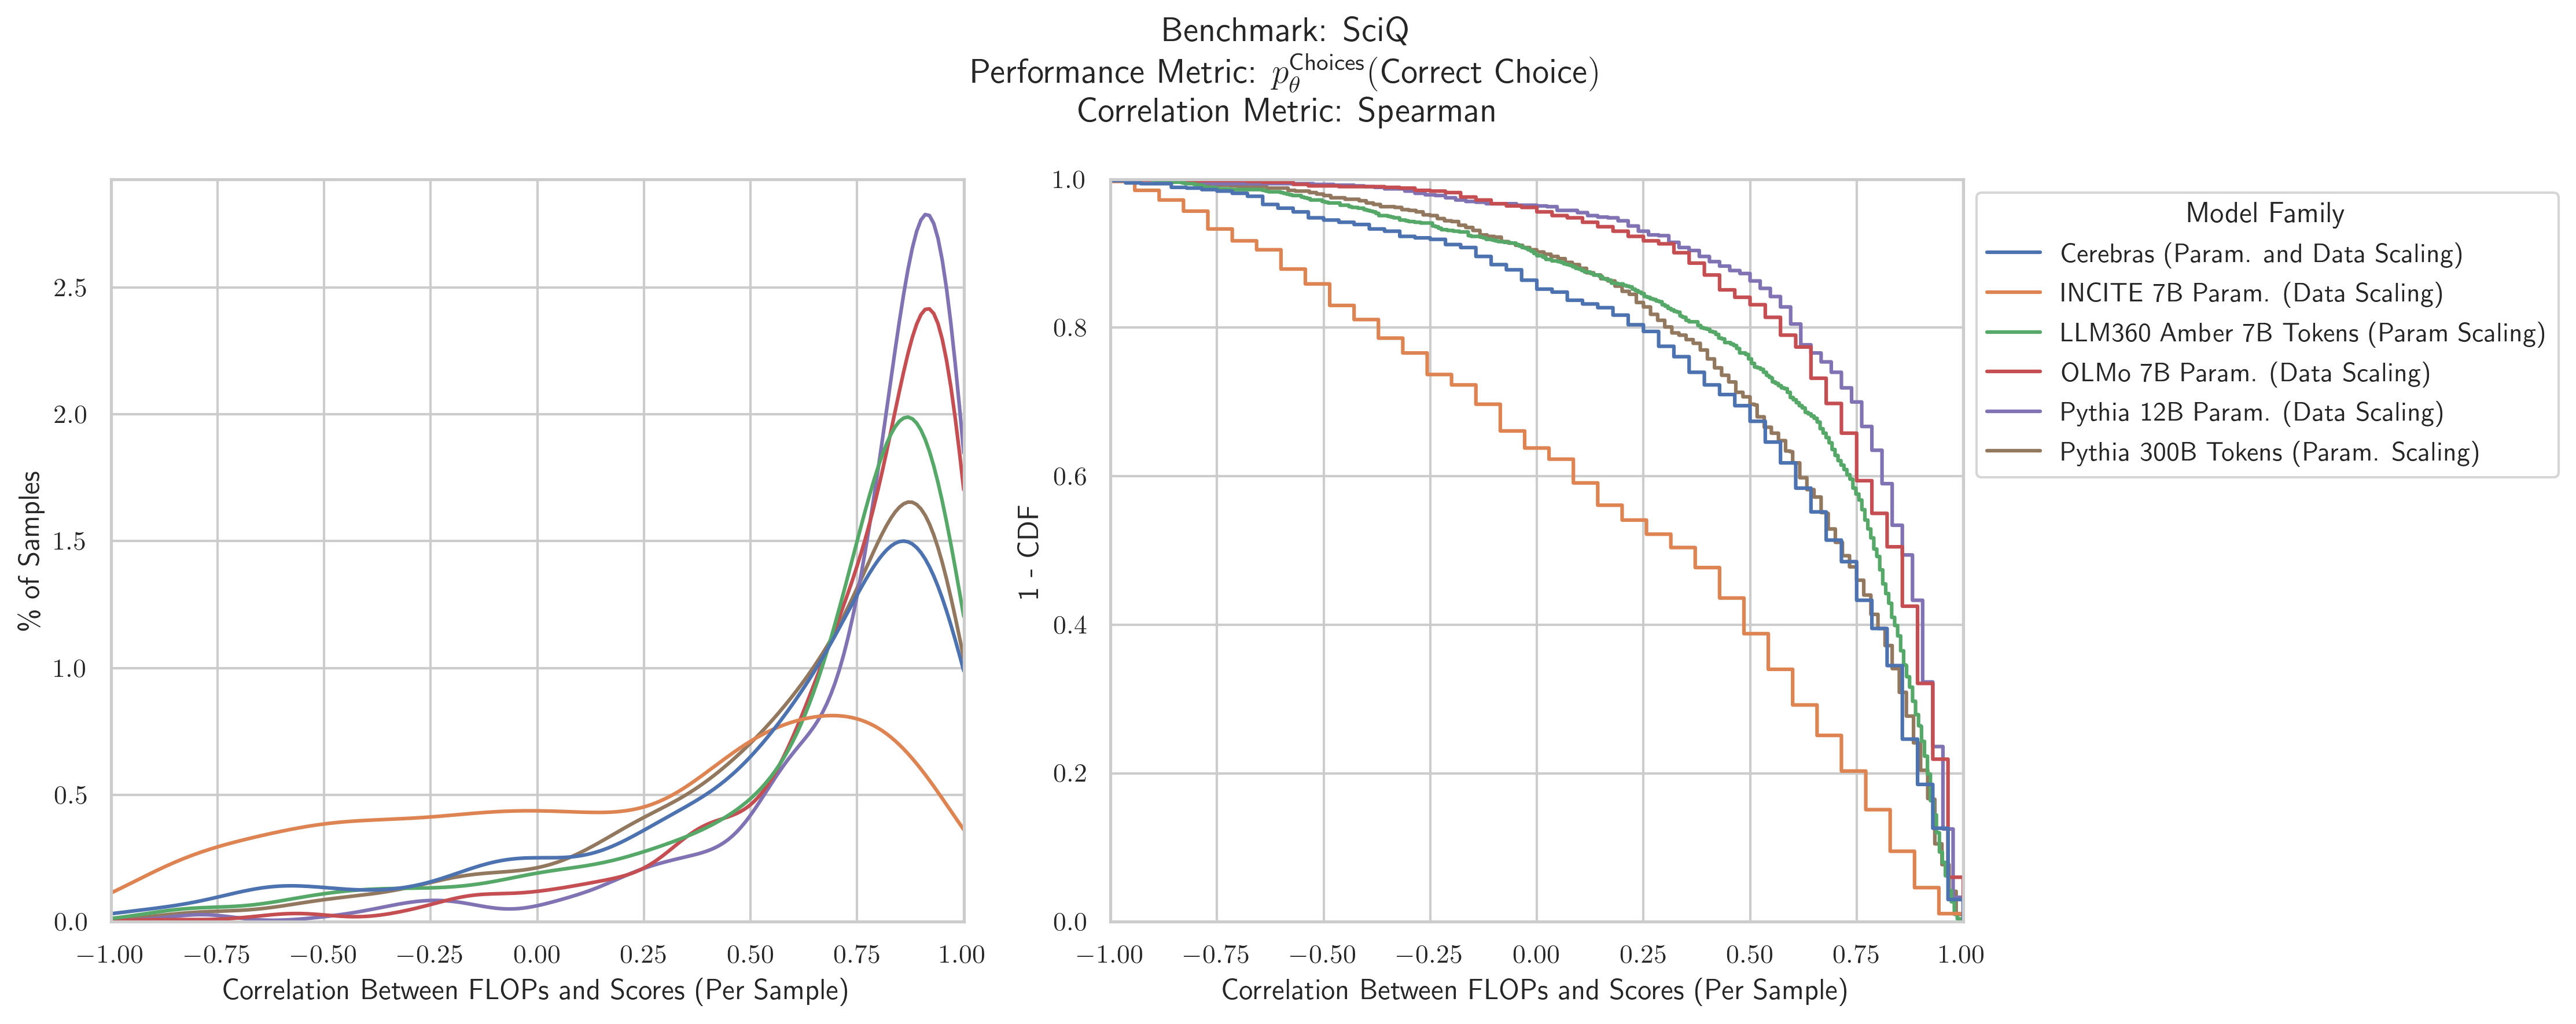 Benchmark: SciQ
Performance Metric: $p_\theta^{\text{Choices}}$(Correct Choice)
Correlation Metric: Spearman
% of Samples
2.5
2.0
1.5
1.0
0.5
0.0
−1.00 −0.75 −0.50 −0.25 0.00 0.25 0.50 0.75 1.00
Correlation Between FLOPs and Scores (Per Sample)
1 - CDF
1.0
0.8
0.6
0.4
0.2
0.0
−1.00 −0.75 −0.50 −0.25 0.00 0.25 0.50 0.75 1.00
Correlation Between FLOPs and Scores (Per Sample)
Model Family
Cerebras (Param. and Data Scaling)
INCITE 7B Param. (Data Scaling)
LLM360 Amber 7B Tokens (Param Scaling)
OLMo 7B Param. (Data Scaling)
Pythia 12B Param. (Data Scaling)
Pythia 300B Tokens (Param. Scaling)